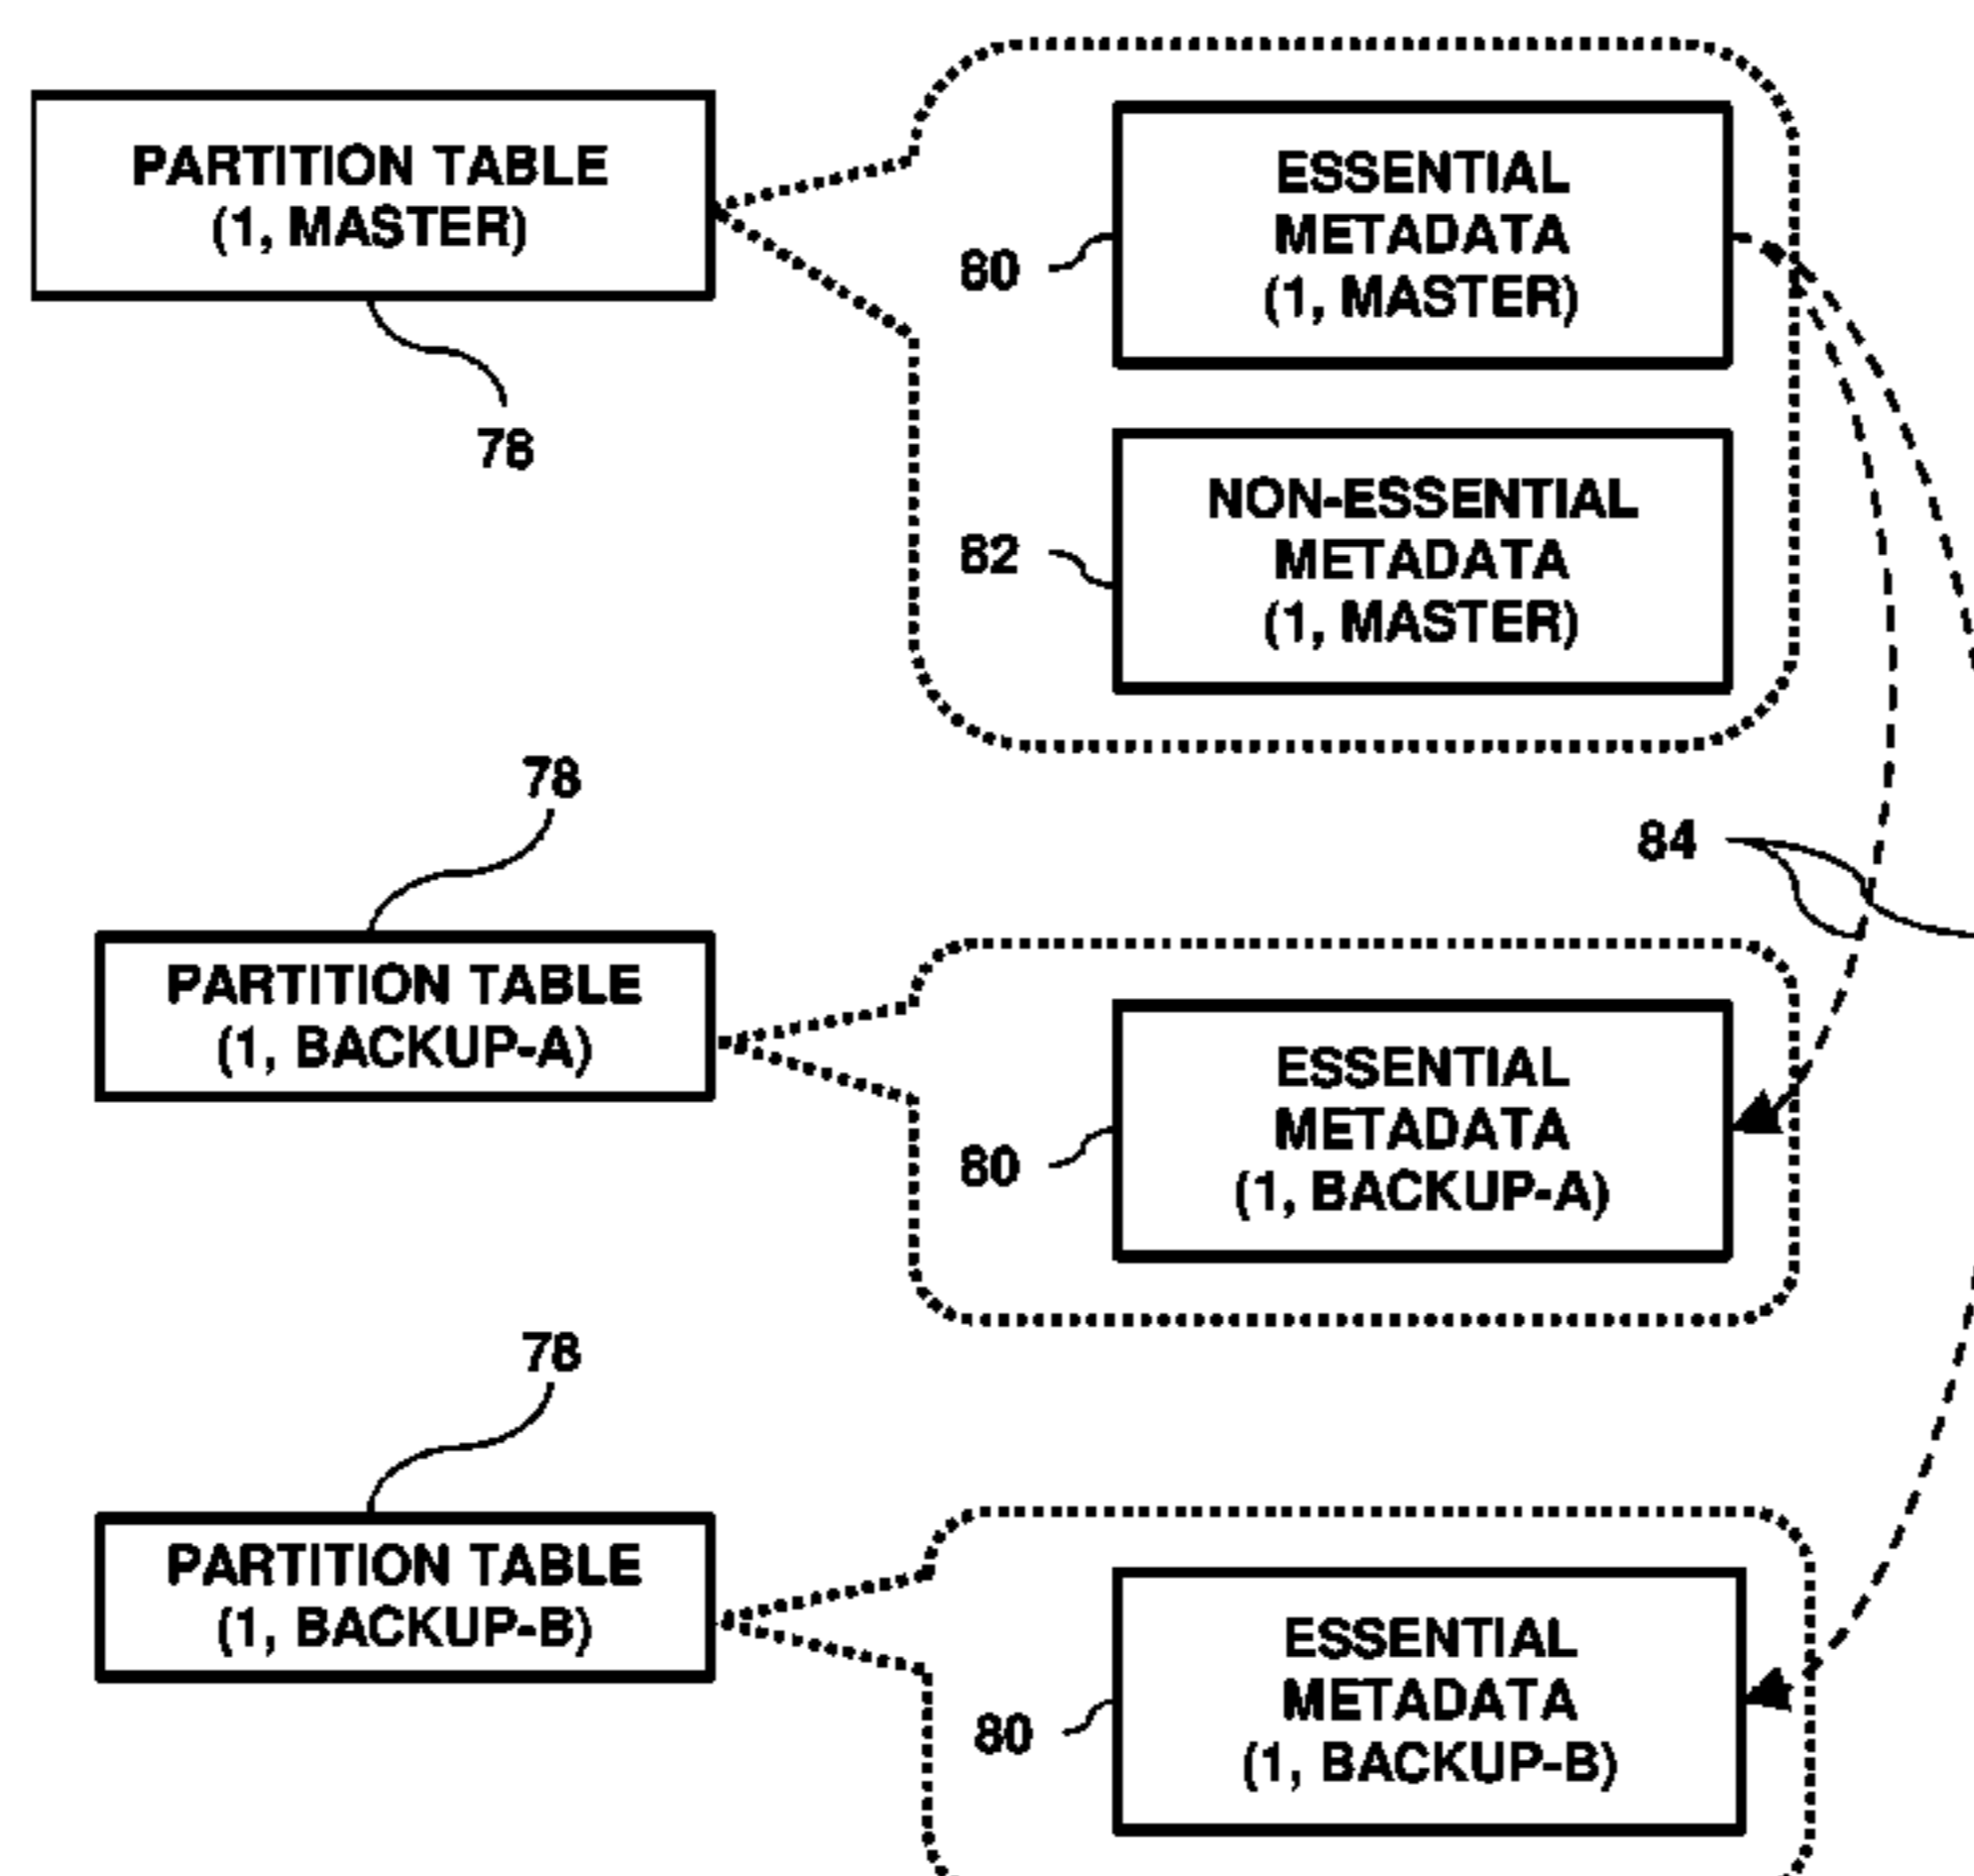 PARTITION TABLE
(1, MASTER)
78
ESSENTIAL
METADATA
(1, MASTER)
80
NON-ESSENTIAL
METADATA
(1, MASTER)
82
78
84
PARTITION TABLE
(1, BACKUP-A)
ESSENTIAL
METADATA
(1, BACKUP-A)
80
78
PARTITION TABLE
(1, BACKUP-B)
ESSENTIAL
METADATA
(1, BACKUP-B)
80